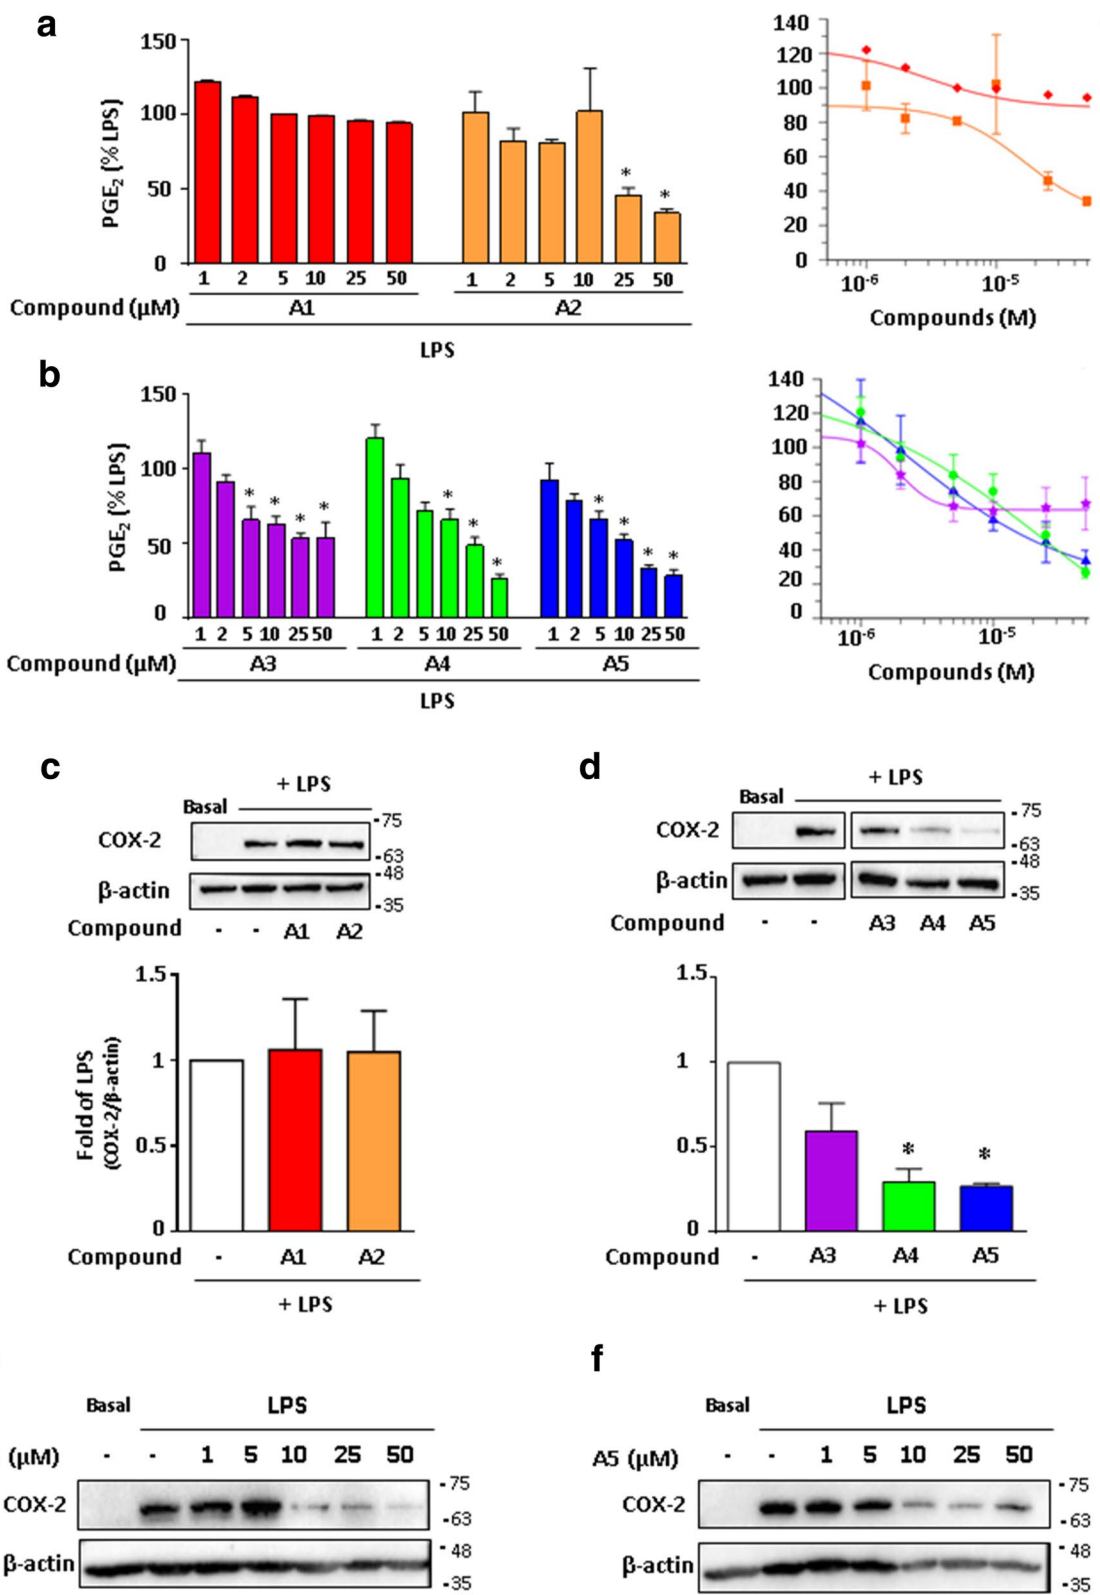 a
150
100
50
0
PGE2 (% LPS)
*
*
1 2 5 10 25 50 1 2 5 10 25 50
Compound (μM) A1 A2
LPS
140
120
100
80
60
40
20
0
10-6 10-5
Compounds (M)
b
150
100
50
0
PGE2 (% LPS)
* * * *
* * *
* * * *
1 2 5 10 25 50 1 2 5 10 25 50 1 2 5 10 25 50
Compound (μM) A3 A4 A5
LPS
140
120
100
80
60
40
20
0
10-6 10-5
Compounds (M)
c
+ LPS
Basal
COX-2
-75
-63
β-actin
-48
-35
Compound - - A1 A2
1.5
1
0.5
0
Fold of LPS
(COX-2/β-actin)
Compound - A1 A2
+ LPS
d
+ LPS
Basal
COX-2
-75
-63
β-actin
-48
-35
Compound - - A3 A4 A5
1.5
1
0.5
0
* *
Compound - A3 A4 A5
+ LPS
Basal LPS
(μM) - - 1 5 10 25 50
COX-2
-75
-63
β-actin
-48
-35
f
Basal LPS
A5 (μM) - - 1 5 10 25 50
COX-2
-75
-63
β-actin
-48
-35